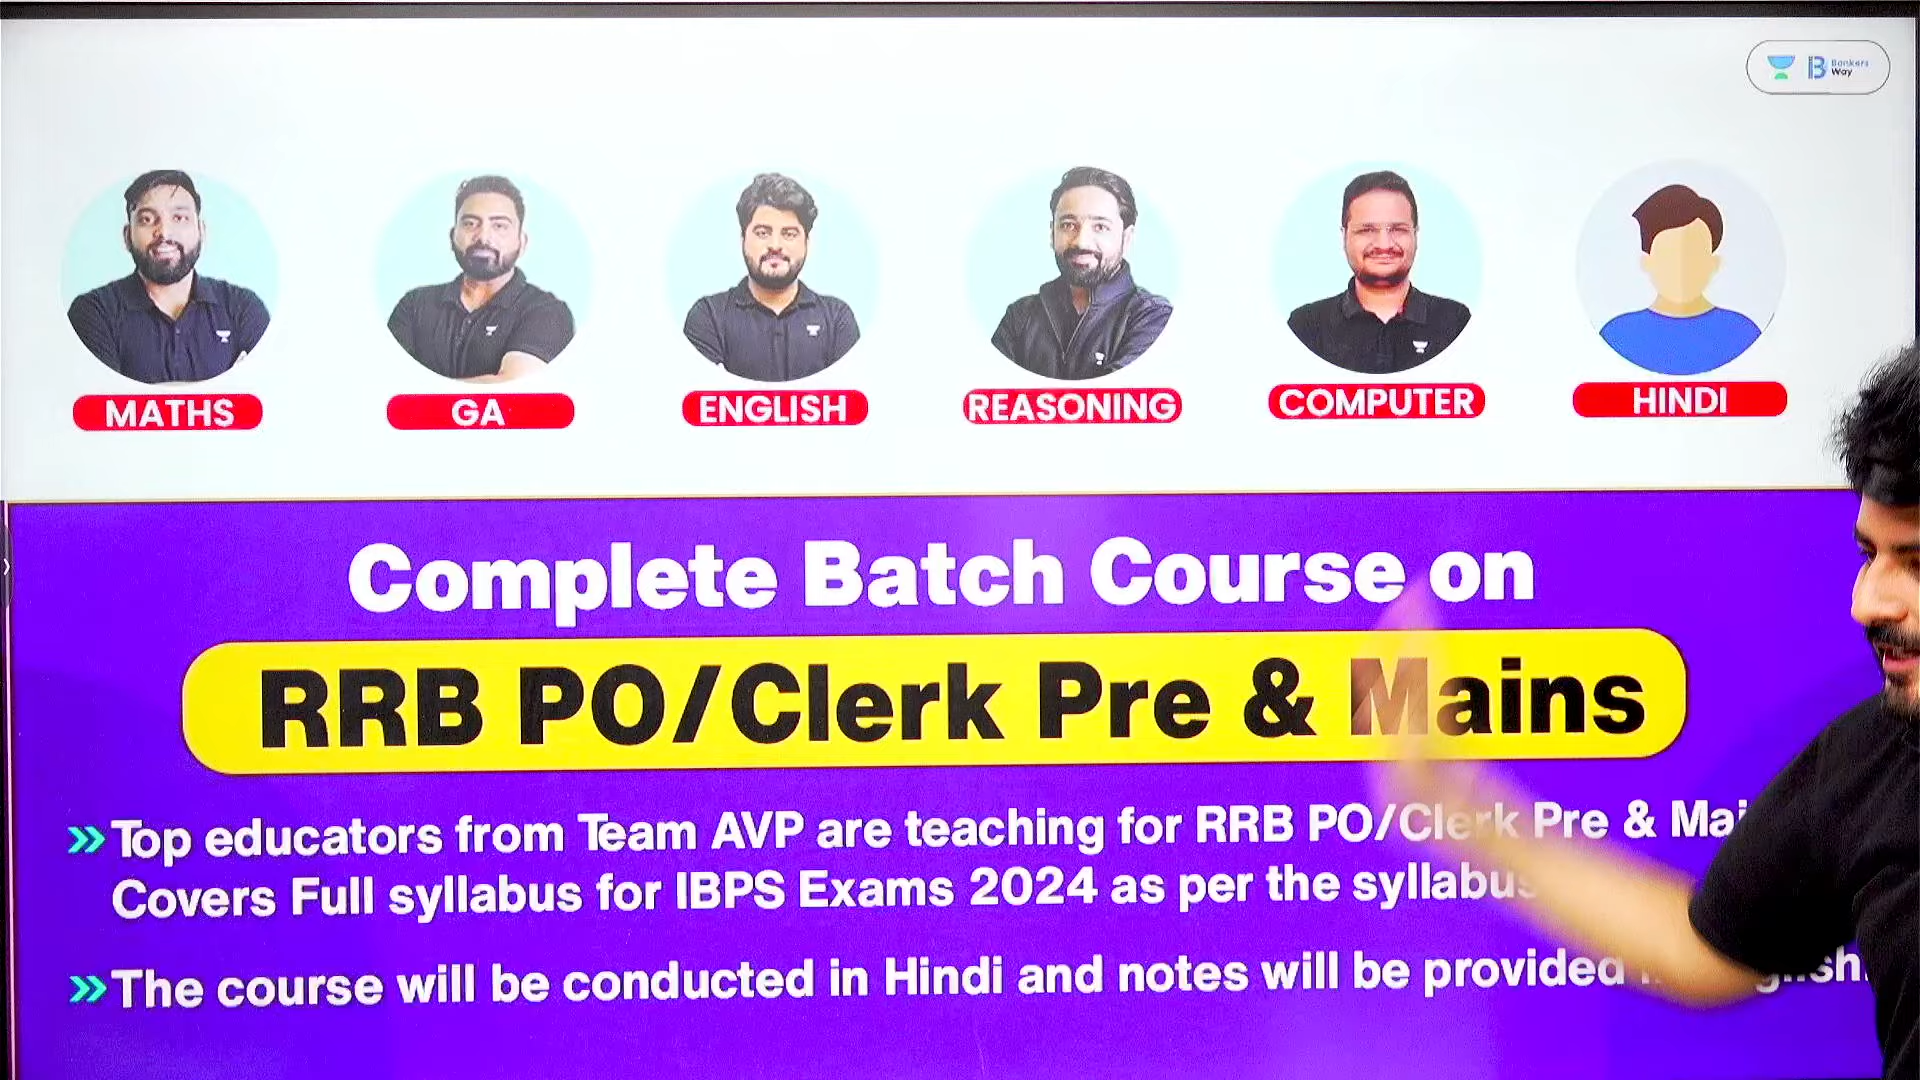 Bankers
Way
MATHS
GA
ENGLISH
REASONING
COMPUTER
HINDI
Complete Batch Course on
RRB PO/Clerk Pre & Mains
Top educators from Team AVP are teaching for RRB PO/Clerk Pre & Mai
Covers Full syllabus for IBPS Exams 2024 as per the syllabus
The course will be conducted in Hindi and notes will be provided